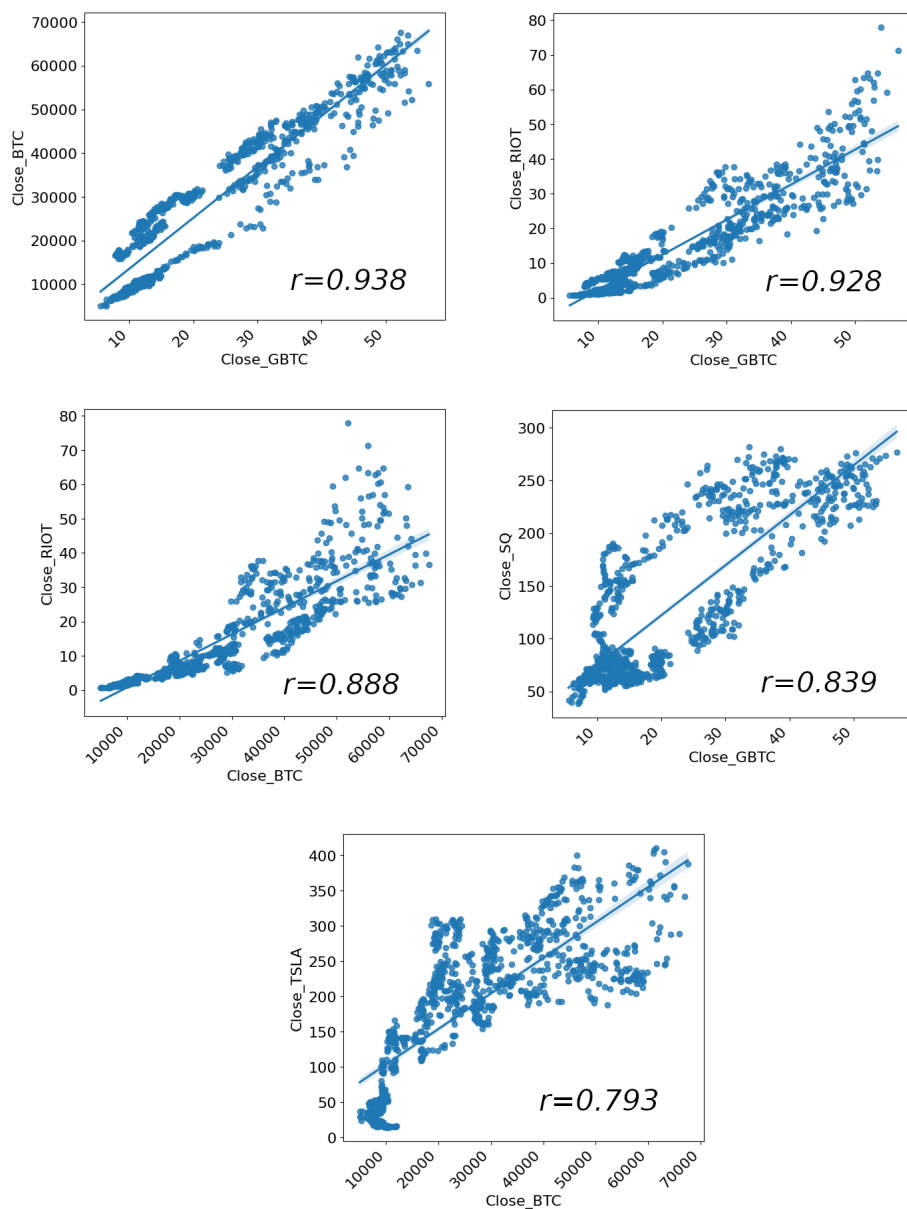 70000
60000
50000
40000
30000
20000
10000
Close_BTC
r=0.938
10 20 30 40 50
Close_GBTC
80
70
60
50
40
30
20
10
0
Close_RIOT
r=0.928
10 20 30 40 50
Close_GBTC
80
70
60
50
40
30
20
10
0
Close_RIOT
r=0.888
10000 20000 30000 40000 50000 60000 70000
Close_BTC
300
250
200
150
100
50
Close_SQ
r=0.839
10 20 30 40 50
Close_GBTC
400
350
300
250
200
150
100
50
0
Close_TSLA
r=0.793
10000 20000 30000 40000 50000 60000 70000
Close_BTC